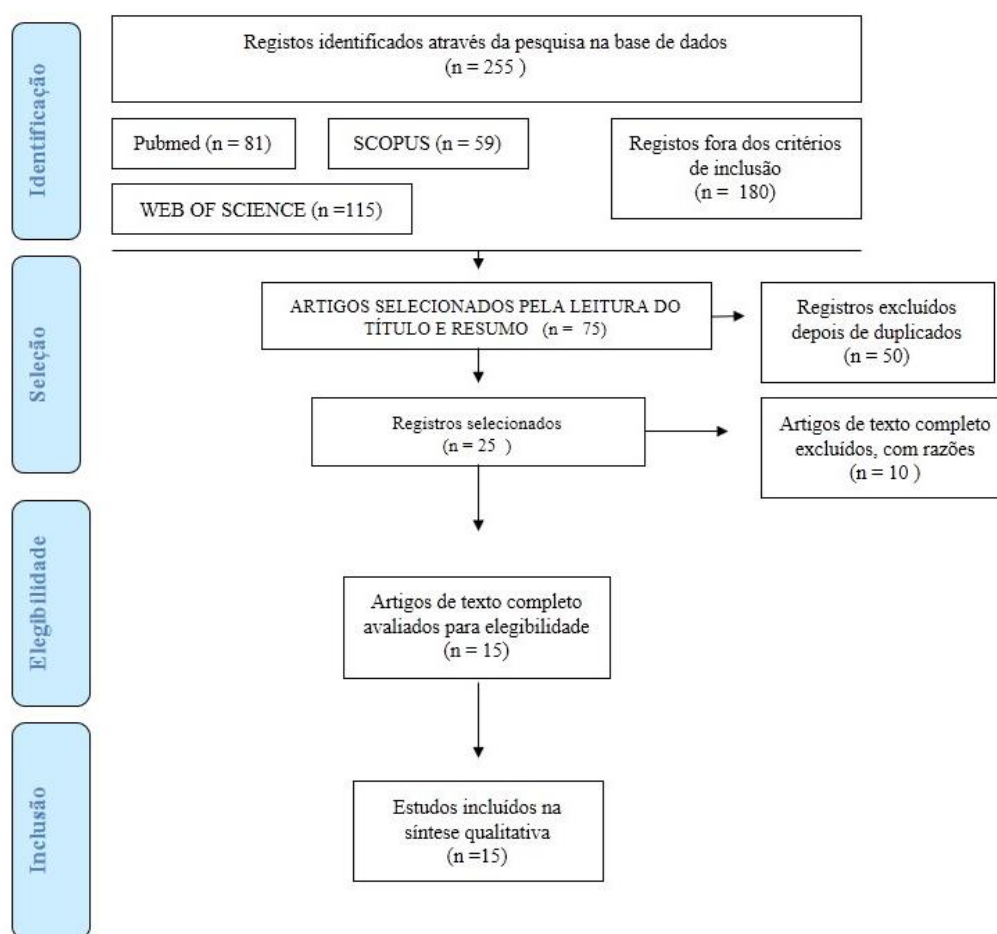 Identificação
Registos identificados através da pesquisa na base de dados
(n = 255 )
Pubmed (n = 81)
SCOPUS (n = 59)
WEB OF SCIENCE (n =115)
Registos fora dos critérios
de inclusão
(n = 180)
Seleção
ARTIGOS SELECIONADOS PELA LEITURA DO
TÍTULO E RESUMO (n = 75)
Registros excluídos
depois de duplicados
(n = 50)
Registros selecionados
(n = 25 )
Artigos de texto completo
excluídos, com razões
(n = 10 )
Elegibilidade
Artigos de texto completo
avaliados para elegibilidade
(n = 15)
Inclusão
Estudos incluídos na
síntese qualitativa
(n =15)